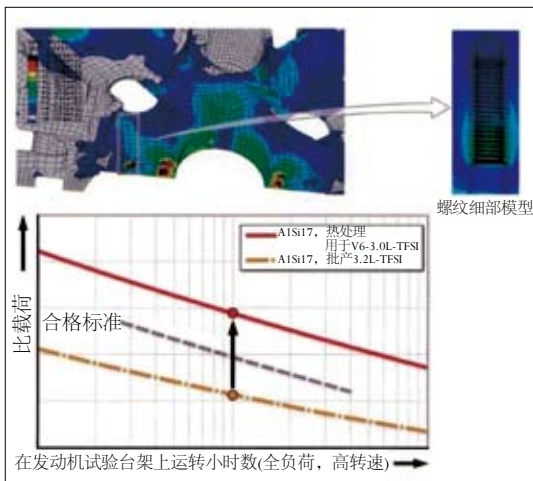 螺纹细部模型
A1Si17，热处理
用于V6-3.0L-TFSI
A1Si17，批产3.2L-TFSI
合格标准
比载荷
在发动机试验台架上运转小时数(全负荷，高转速)